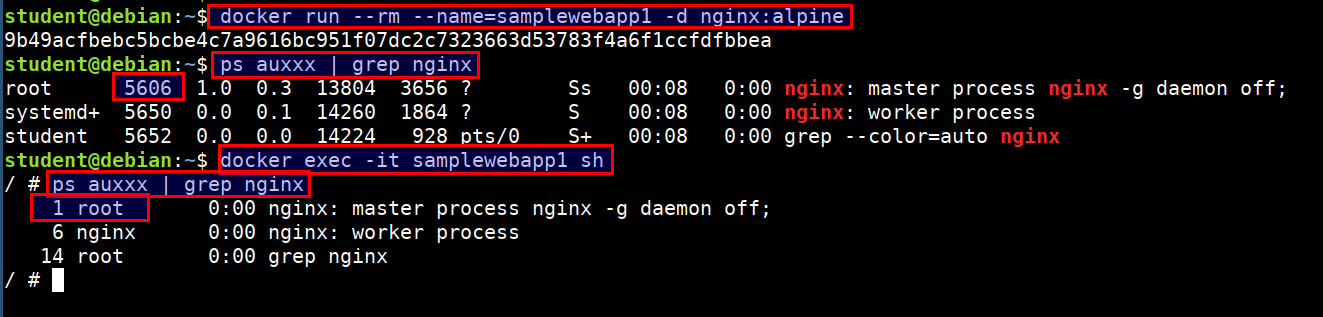 student@debian:~$ docker run --rm --name=samplewebapp1 -d nginx:alpine
9b49acfbebc5bcbe4c7a9616bc951f07dc2c7323663d53783f4a6f1ccfdfbbea
student@debian:~$ ps auxxx | grep nginx
root      5606  1.0  0.3  13804  3656 ?        Ss   00:08   0:00 nginx: master process nginx -g daemon off;
systemd+  5650  0.0  0.1  14260  1864 ?        S    00:08   0:00 nginx: worker process
student   5652  0.0  0.0  14224   928 pts/0    S+   00:08   0:00 grep --color=auto nginx
student@debian:~$ docker exec -it samplewebapp1 sh
/ # ps auxxx | grep nginx
    1 root       0:00 nginx: master process nginx -g daemon off;
    6 nginx      0:00 nginx: worker process
   14 root       0:00 grep nginx
/ #